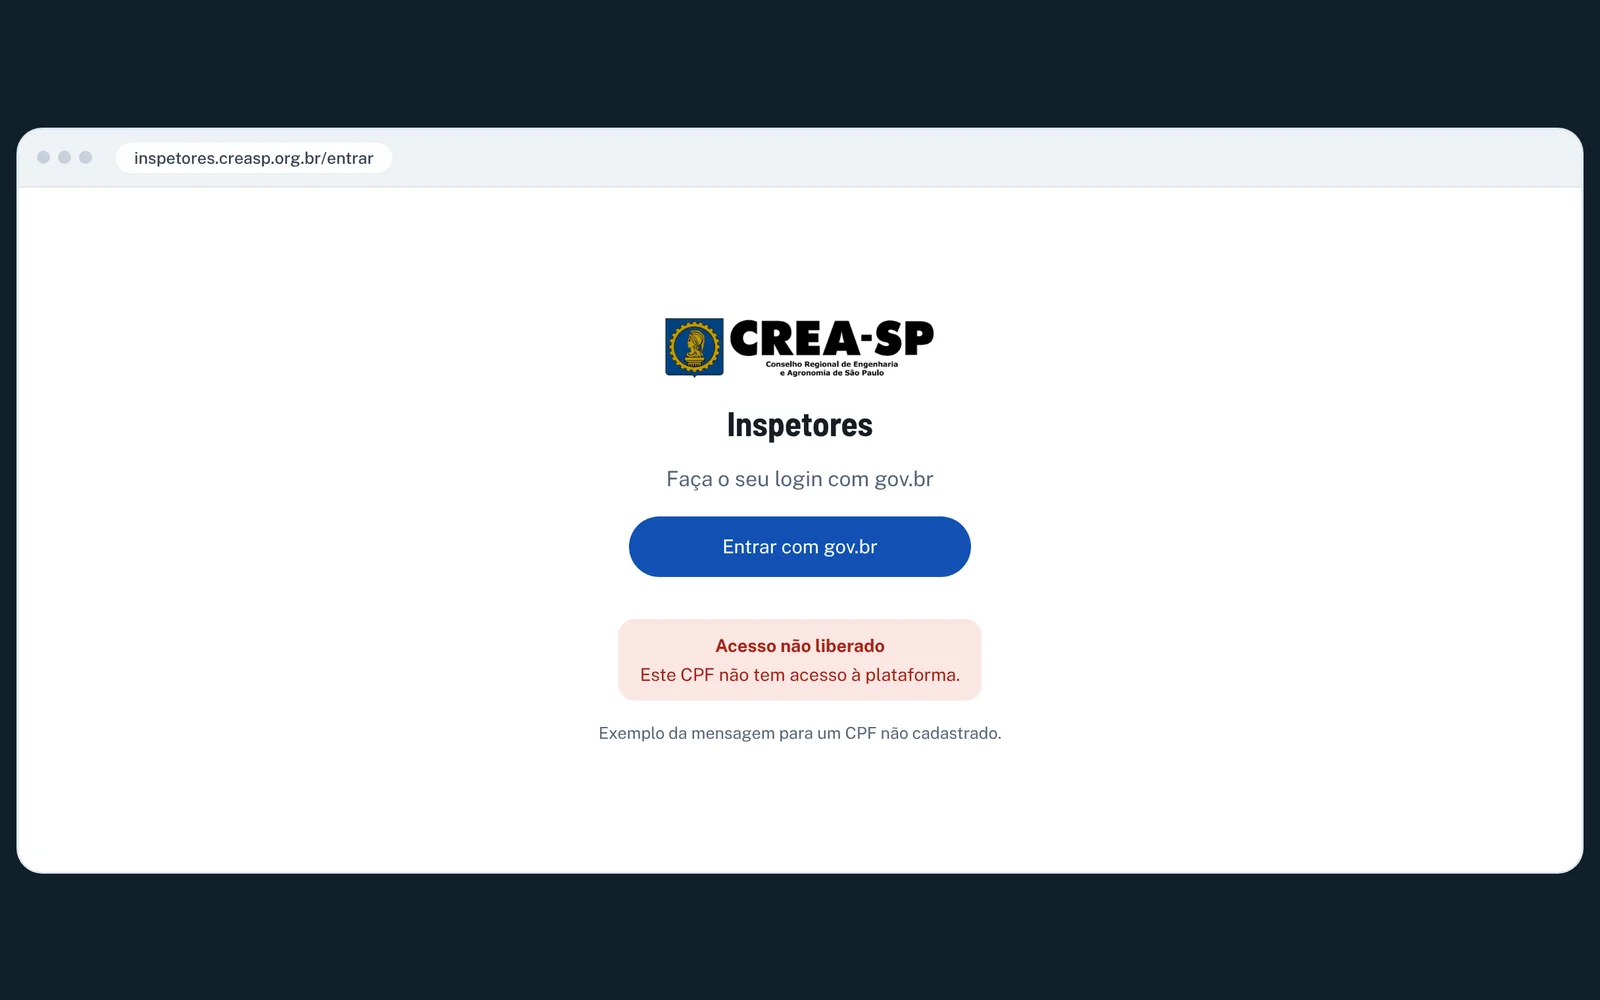 inspetores.creasp.org.br/entrar
CREA-SP
Conselho Regional de Engenharia
e Agronomia de São Paulo
Inspetores
Faça o seu login com gov.br
Entrar com gov.br
Acesso não liberado
Este CPF não tem acesso à plataforma.
Exemplo da mensagem para um CPF não cadastrado.